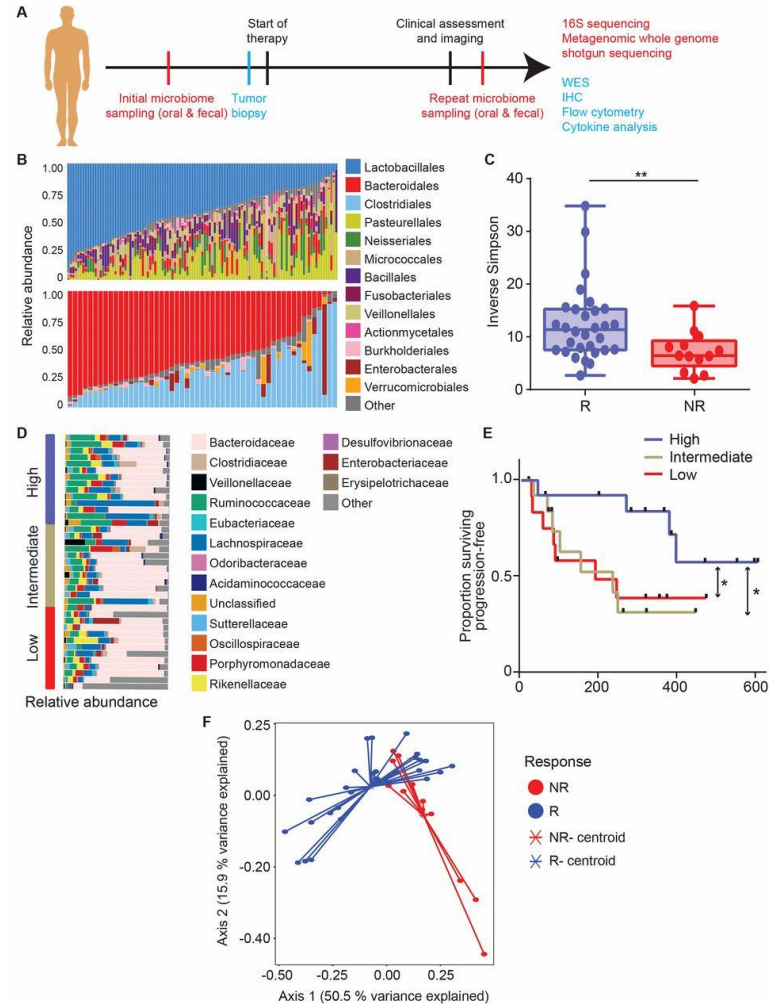 A
Start of
therapy
Clinical assessment
and imaging
Initial microbiome
sampling (oral & fecal)
Tumor
biopsy
Repeat microbiome
sampling (oral & fecal)
16S sequencing
Metagenomic whole genome
shotgun sequencing
WES
IHC
Flow cytometry
Cytokine analysis
B
Relative abundance
1.00
0.75
0.50
0.25
0
1.00
0.75
0.50
0.25
0
Lactobacillales
Bacteroidales
Clostridiales
Pasteurellales
Neisseriales
Micrococcales
Bacillales
Fusobacteriales
Veillonellales
Actionmycetales
Burkholderiales
Enterobacterales
Verrucomicrobiales
Other
C
Inverse Simpson
40
30
20
10
0
**
R
NR
D
High
Intermediate
Low
Relative abundance
Bacteroidaceae
Clostridiaceae
Veillonellaceae
Ruminococcaceae
Eubacteriaceae
Lachnospiraceae
Odoribacteraceae
Acidaminococcaceae
Unclassified
Sutterellaceae
Oscillospiraceae
Porphyromonadaceae
Rikenellaceae
Desulfovibrionaceae
Enterobacteriaceae
Erysipelotrichaceae
Other
E
High
Intermediate
Low
Proportion surviving
progression-free
1.0
0.5
0
0
200
400
600
*
*
F
Axis 2 (15.9 % variance explained)
0.25
0.00
-0.20
-0.40
-0.50
-0.25
0.00
0.25
Axis 1 (50.5 % variance explained)
Response
NR
R
NR- centroid
R- centroid